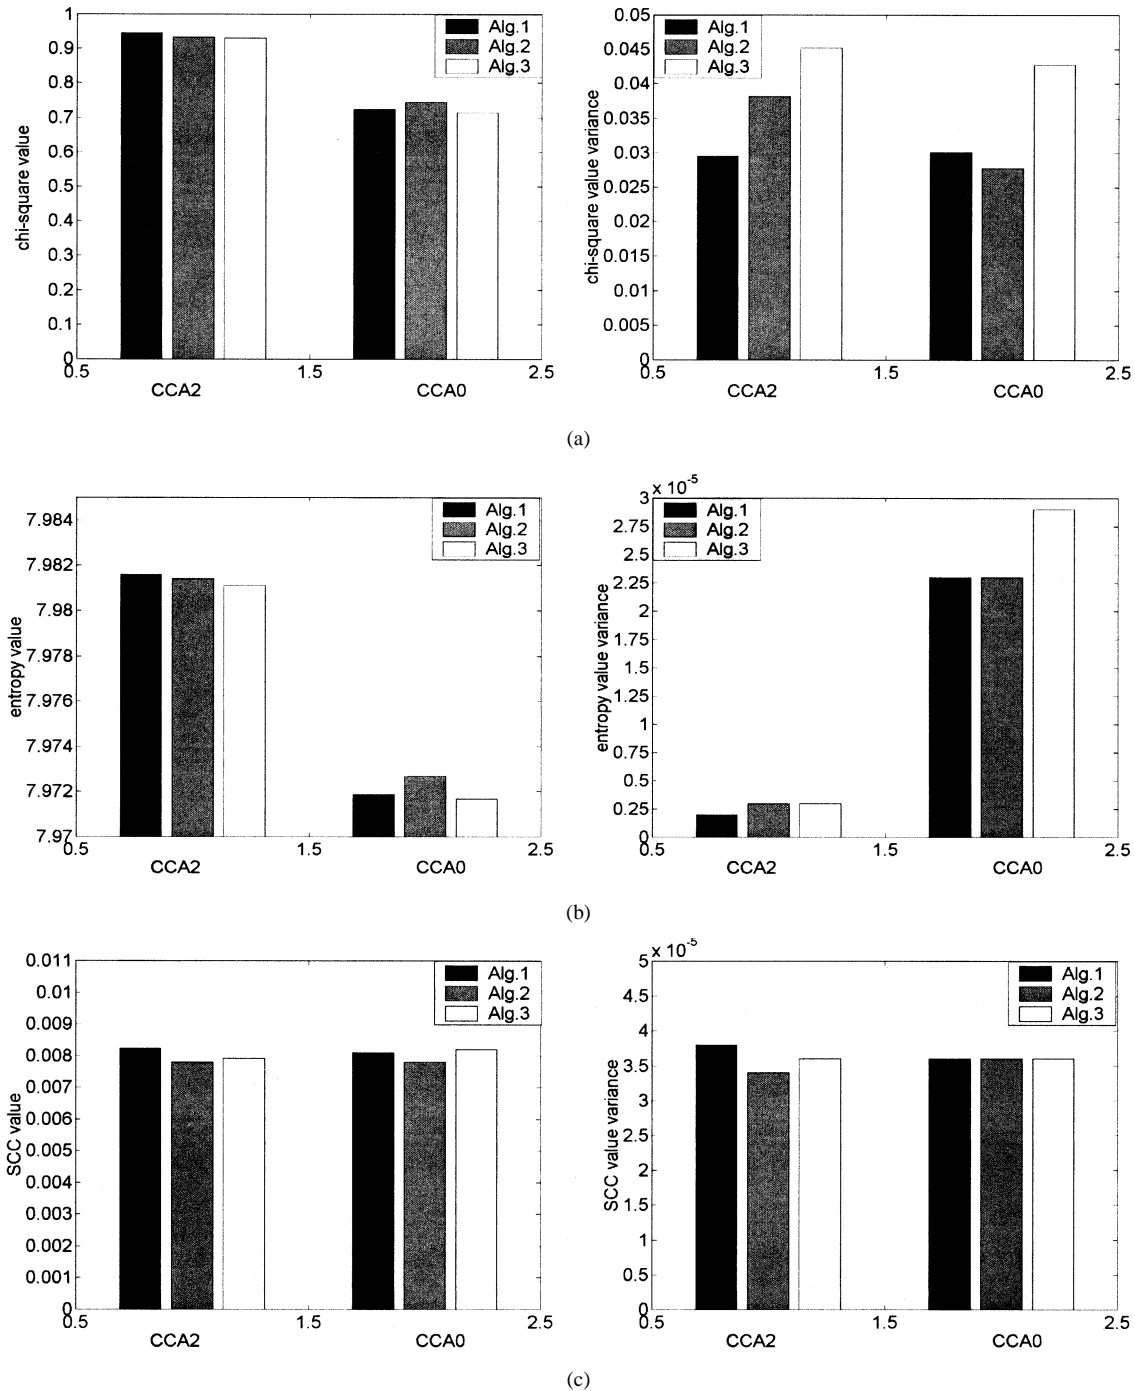 1
0.9
0.8
0.7
0.6
0.5
0.4
0.3
0.2
0.1
0
chi-square value
0.5
1.5
2.5
CCA2
CCA0
Alg.1
Alg.2
Alg.3
0.05
0.045
0.04
0.035
0.03
0.025
0.02
0.015
0.01
0.005
0
chi-square value variance
0.5
1.5
2.5
CCA2
CCA0
Alg.1
Alg.2
Alg.3
(a)
7.984
7.982
7.98
7.978
7.976
7.974
7.972
7.97
entropy value
0.5
1.5
2.5
CCA2
CCA0
Alg.1
Alg.2
Alg.3
x 10-5
3
2.75
2.5
2.25
2
1.75
1.5
1.25
1
0.75
0.5
0.25
0
entropy value variance
0.5
1.5
2.5
CCA2
CCA0
Alg.1
Alg.2
Alg.3
(b)
0.011
0.01
0.009
0.008
0.007
0.006
0.005
0.004
0.003
0.002
0.001
0
SCC value
0.5
1.5
2.5
CCA2
CCA0
Alg.1
Alg.2
Alg.3
x 10-5
5
4.5
4
3.5
3
2.5
2
1.5
1
0.5
0
SCC value variance
0.5
1.5
2.5
CCA2
CCA0
Alg.1
Alg.2
Alg.3
(c)